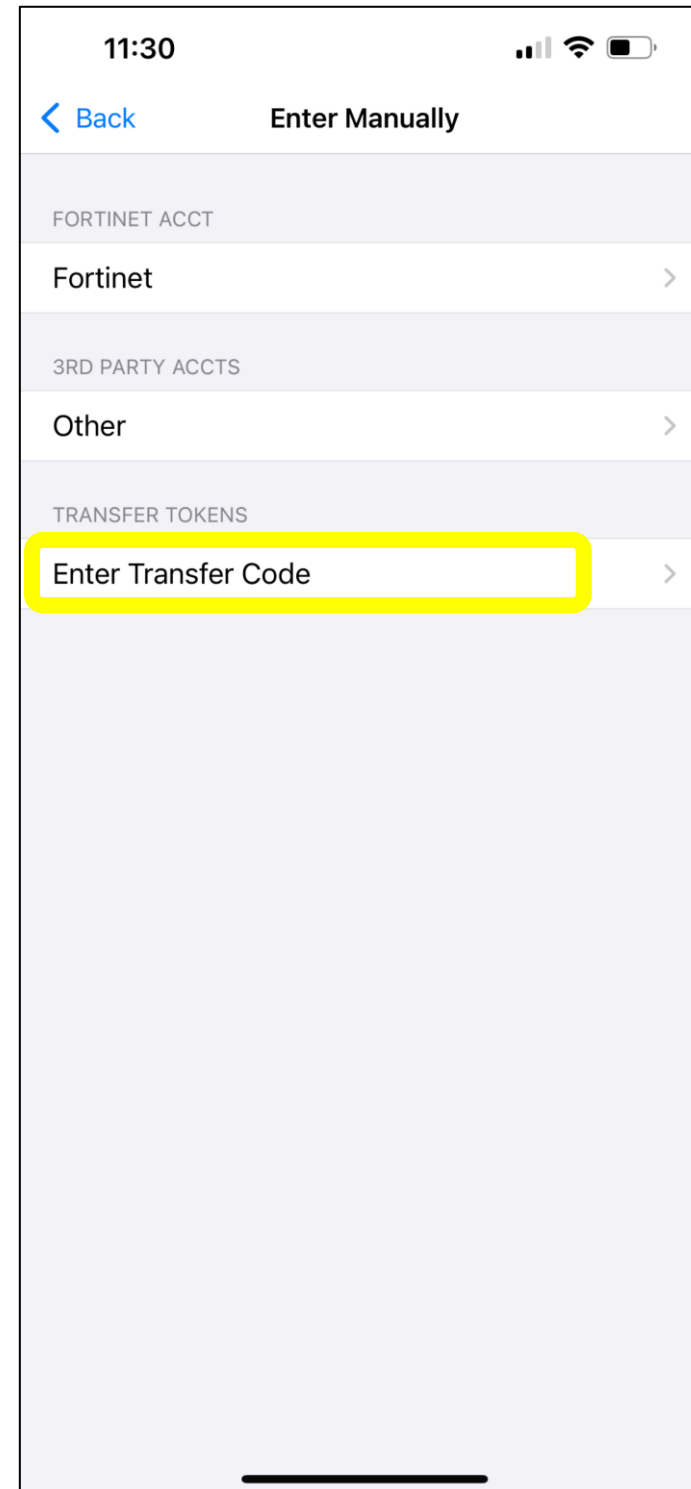 11:30
Back Enter Manually
FORTINET ACCT
Fortinet
3RD PARTY ACCTS
Other
TRANSFER TOKENS
Enter Transfer Code